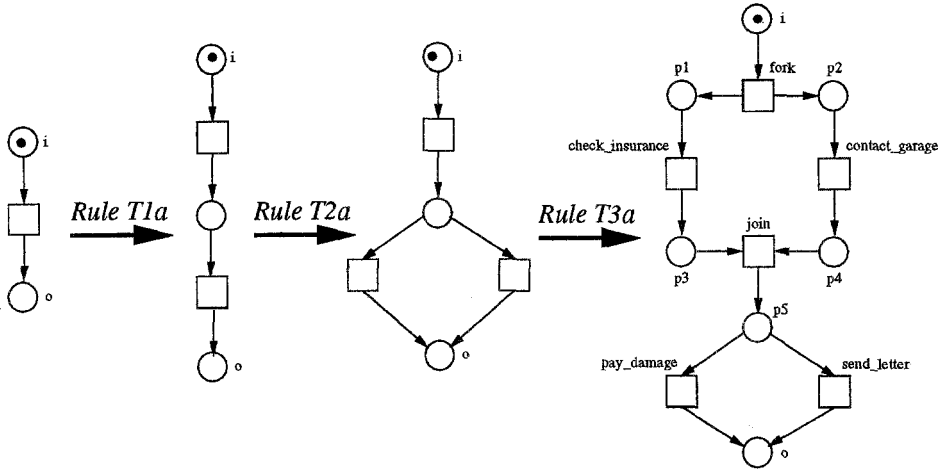 i
o
Rule T1a
i
o
Rule T2a
i
o
Rule T3a
i
p1
fork
p2
check_insurance
contact_garage
join
p3
p4
p5
pay_damage
send_letter
o